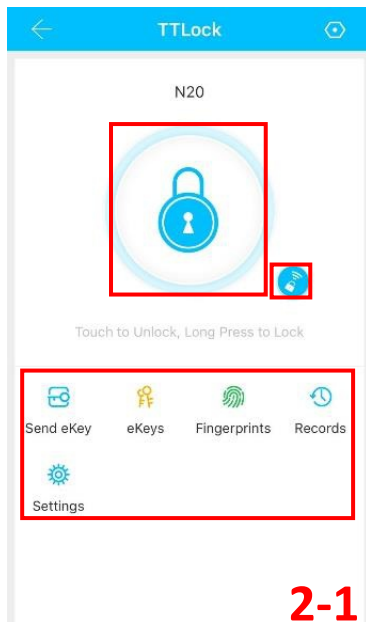 TTLock
N20
Touch to Unlock, Long Press to Lock
Send eKey eKeys Fingerprints Records
Settings
2-1